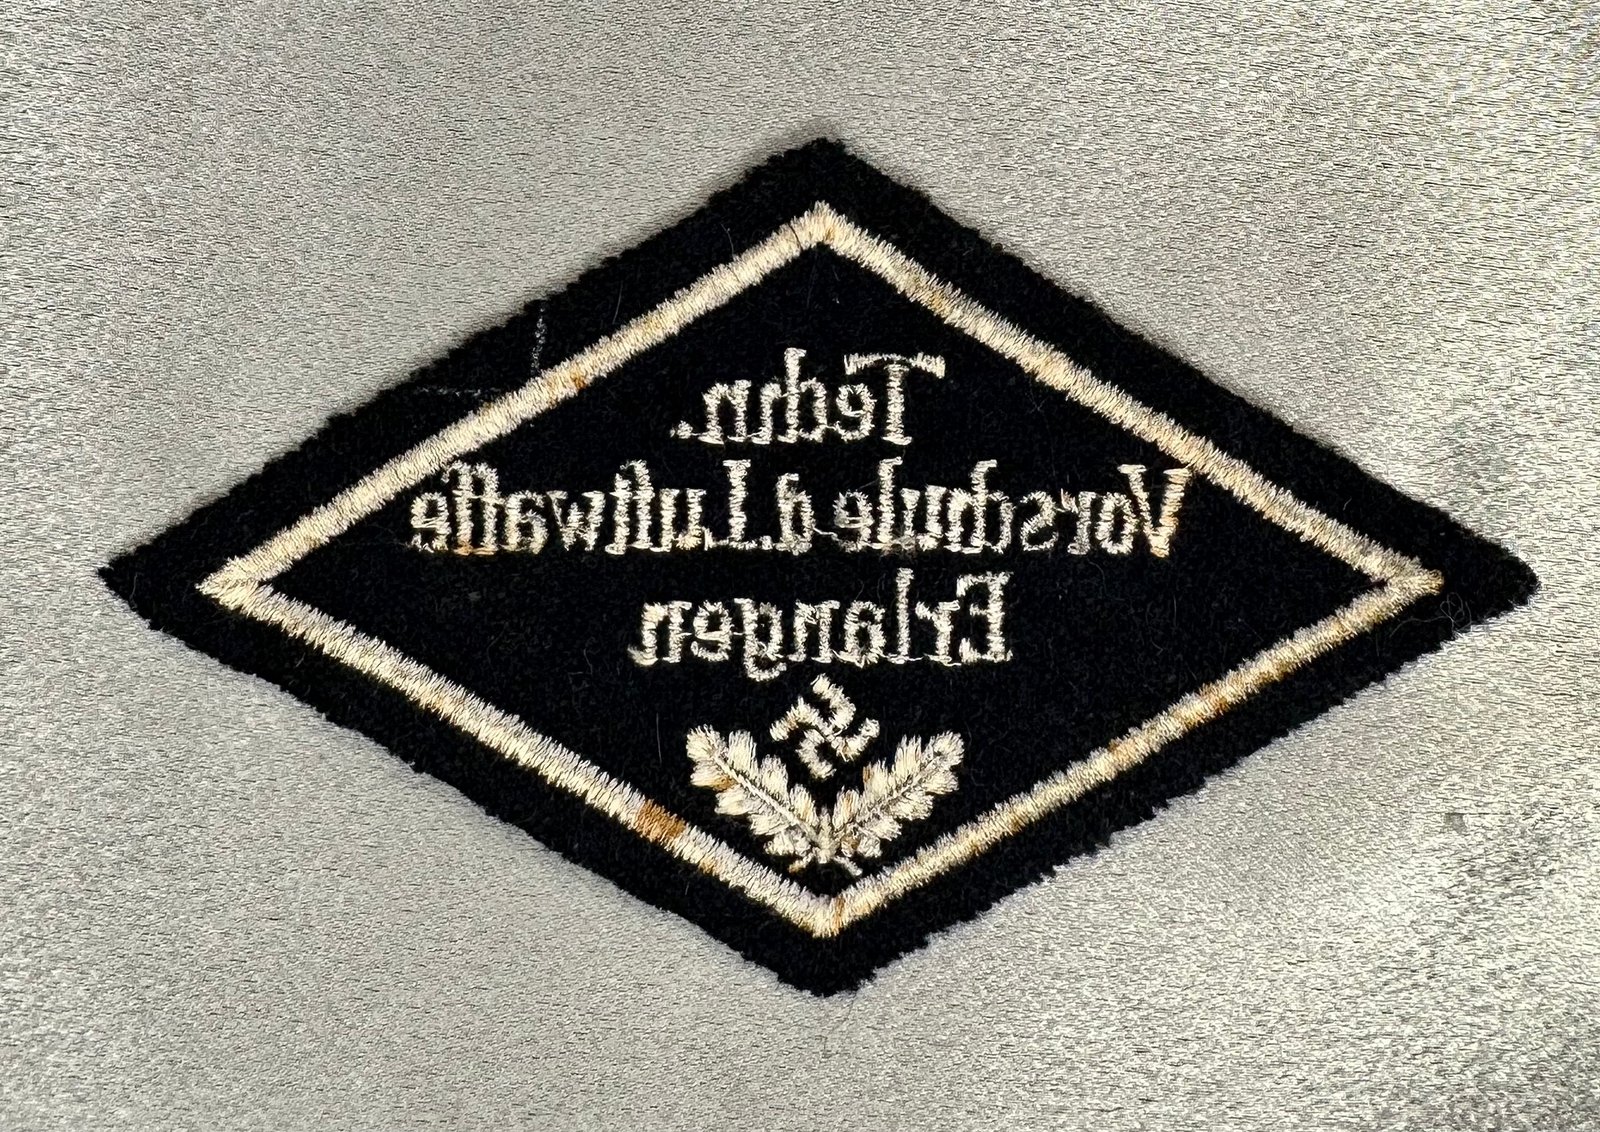 Techn.
Vorschule d. Luftwaffe
Erlangen